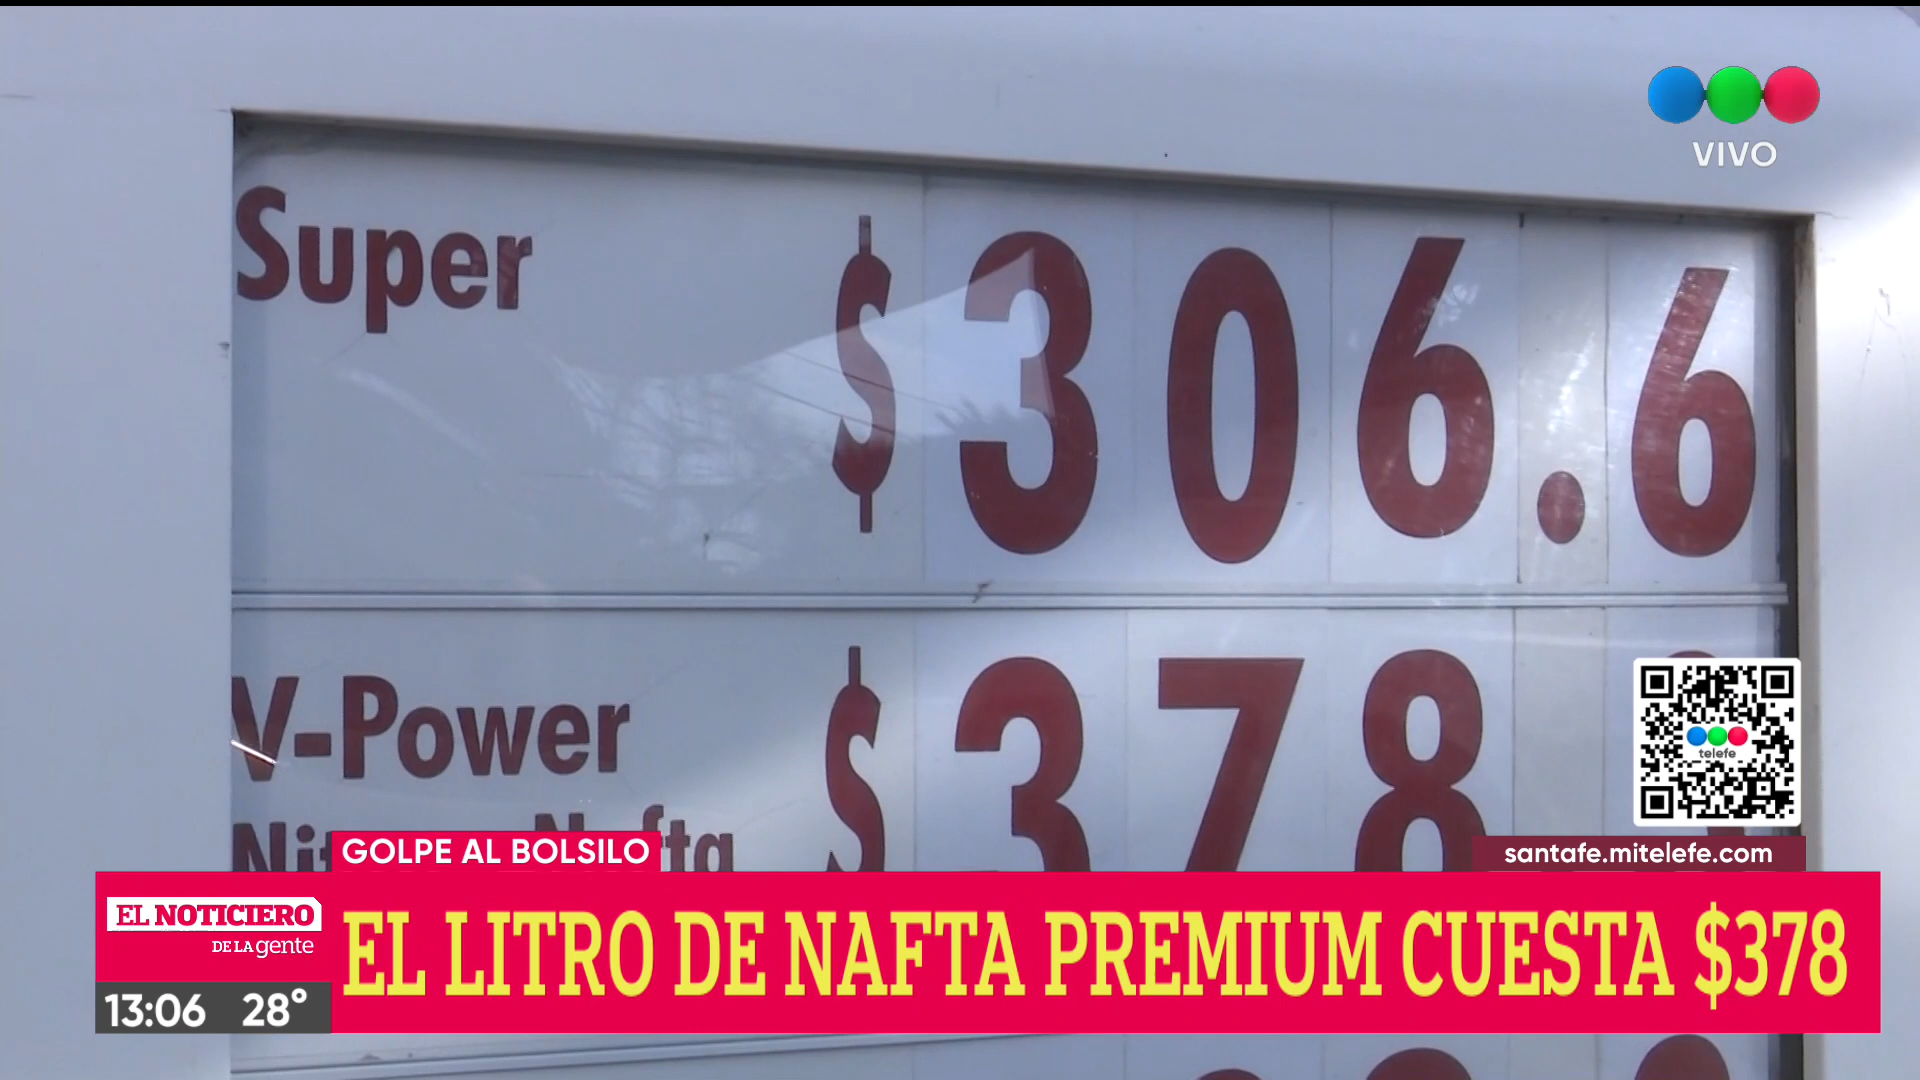 VIVO
Super $306.6
V-Power $378
telefe
GOLPE AL BOLSILO
santafe.mitelefe.com
EL NOTICIERO
DE LA gente
EL LITRO DE NAFTA PREMIUM CUESTA $378
13:06 28°